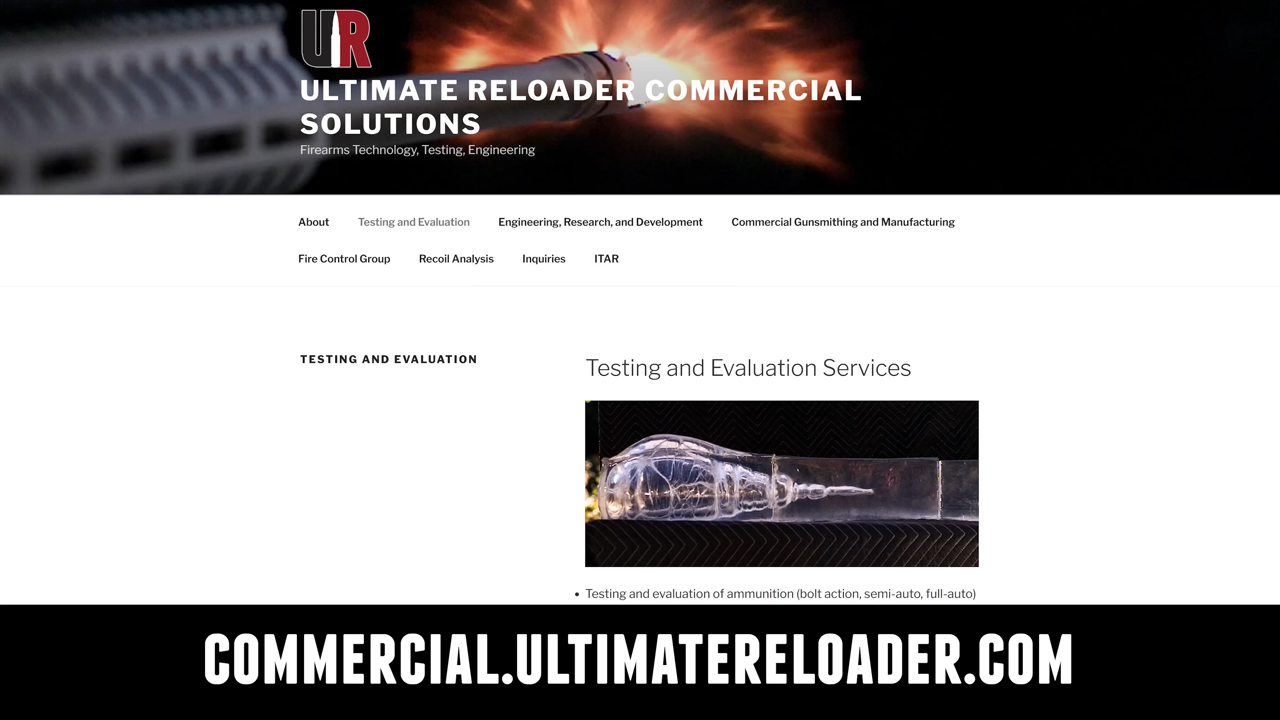 UR
ULTIMATE RELOADER COMMERCIAL
SOLUTIONS
Firearms Technology, Testing, Engineering
About Testing and Evaluation Engineering, Research, and Development Commercial Gunsmithing and Manufacturing
Fire Control Group Recoil Analysis Inquiries ITAR
TESTING AND EVALUATION
Testing and Evaluation Services
• Testing and evaluation of ammunition (bolt action, semi-auto, full-auto)
COMMERCIAL.ULTIMATERELOADER.COM